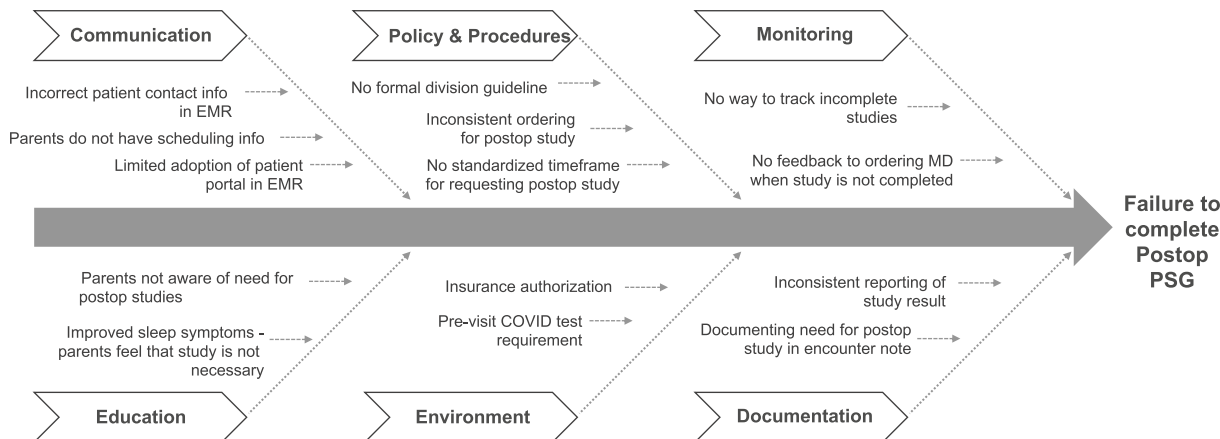 Communication
Policy & Procedures
Monitoring
Incorrect patient contact info
in EMR
Parents do not have scheduling info
Limited adoption of patient
portal in EMR
No formal division guideline
Inconsistent ordering
for postop study
No standardized timeframe
for requesting postop study
No way to track incomplete
studies
No feedback to ordering MD
when study is not completed
Failure to
complete
Postop
PSG
Parents not aware of need for
postop studies
Improved sleep symptoms -
parents feel that study is not
necessary
Insurance authorization
Pre-visit COVID test
requirement
Inconsistent reporting of
study result
Documenting need for postop
study in encounter note
Education
Environment
Documentation